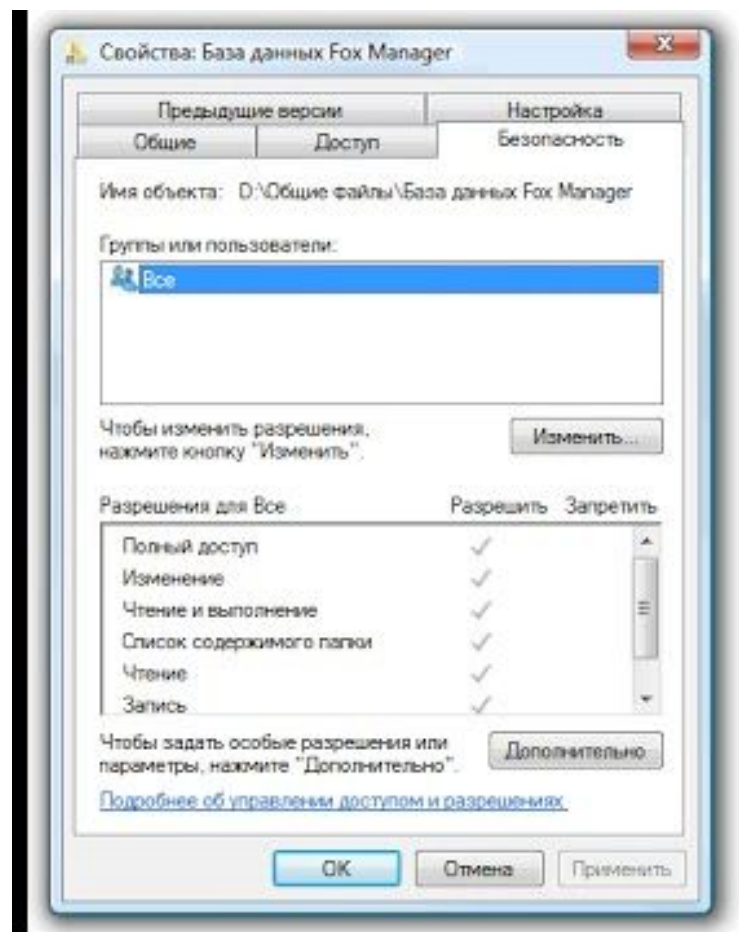 Свойства: База данных Fox Manager
Предыдущие версии
Настройка
Общие
Доступ
Безопасность
Имя объекта: D:\Общие файлы\База данных Fox Manager
Группы или пользователи:
Все
Чтобы изменить разрешения,
нажмите кнопку "Изменить".
Изменить...
Разрешения для Все
Разрешить
Запретить
Полный доступ
Изменение
Чтение и выполнение
Список содержимого папки
Чтение
Запись
Чтобы задать особые разрешения или
параметры, нажмите "Дополнительно".
Дополнительно
Подробнее об управлении доступом и разрешениях
OK
Отмена
Применить